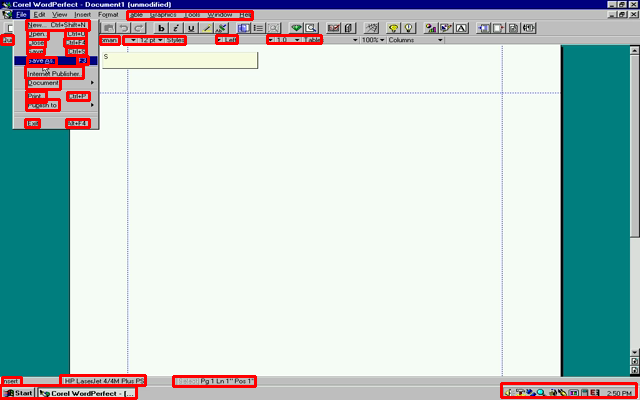 Corel WordPerfect - Document1 (unmodified)
File Edit View Insert Format Table Graphics Tools Window Help
12 pt Styles Left 1.0 Table 100% Columns
New... Ctrl+Shift+N
Open...
Close Ctrl+F4
Save Ctrl+S
Save As... F3
Internet Publisher...
Document
Print... Ctrl+P
Publish to
Exit Alt+F4
S
Insert HP LaserJet 4/4M Plus PS Select Pg 1 Ln 1" Pos 1"
Start Corel WordPerfect - [... 2:50 PM